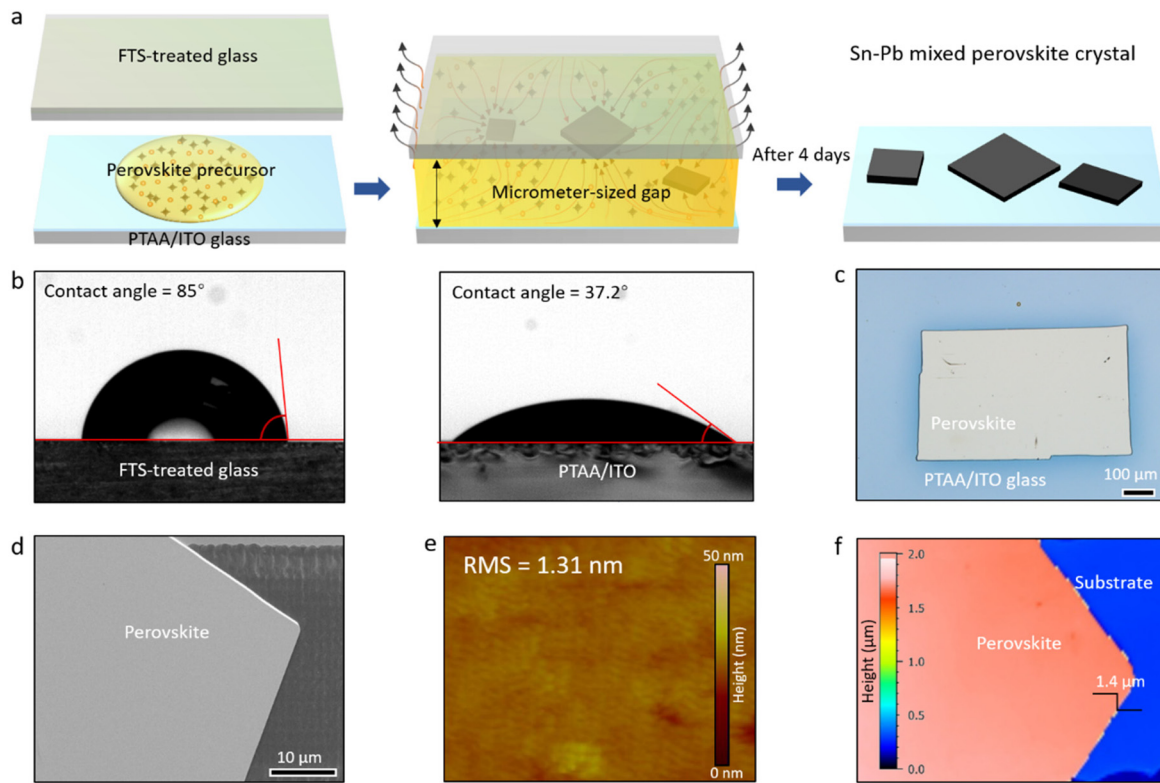 a
FTS-treated glass
Perovskite precursor
PTAA/ITO glass
Micrometer-sized gap
After 4 days
Sn-Pb mixed perovskite crystal
b
Contact angle = 85°
FTS-treated glass
Contact angle = 37.2°
PTAA/ITO
c
Perovskite
PTAA/ITO glass
100 μm
d
Perovskite
10 μm
e
RMS = 1.31 nm
50 nm
Height (nm)
0 nm
f
2.0
1.5
1.0
0.5
0.0
Height (μm)
Substrate
Perovskite
1.4 μm